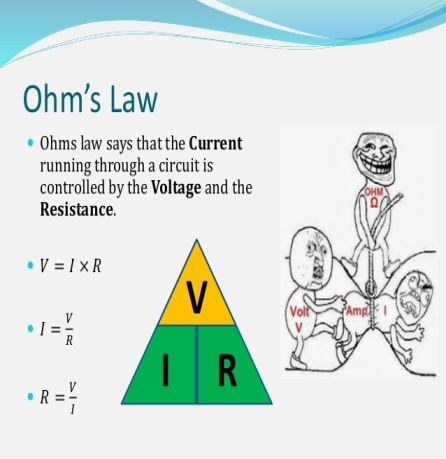 Ohm’s Law
• Ohms law says that the Current
running through a circuit is
controlled by the Voltage and the
Resistance.
• V = I × R
• I = V/R
• R = V/I
V
I R
OHM
Ω
Volt
V
Amp
I